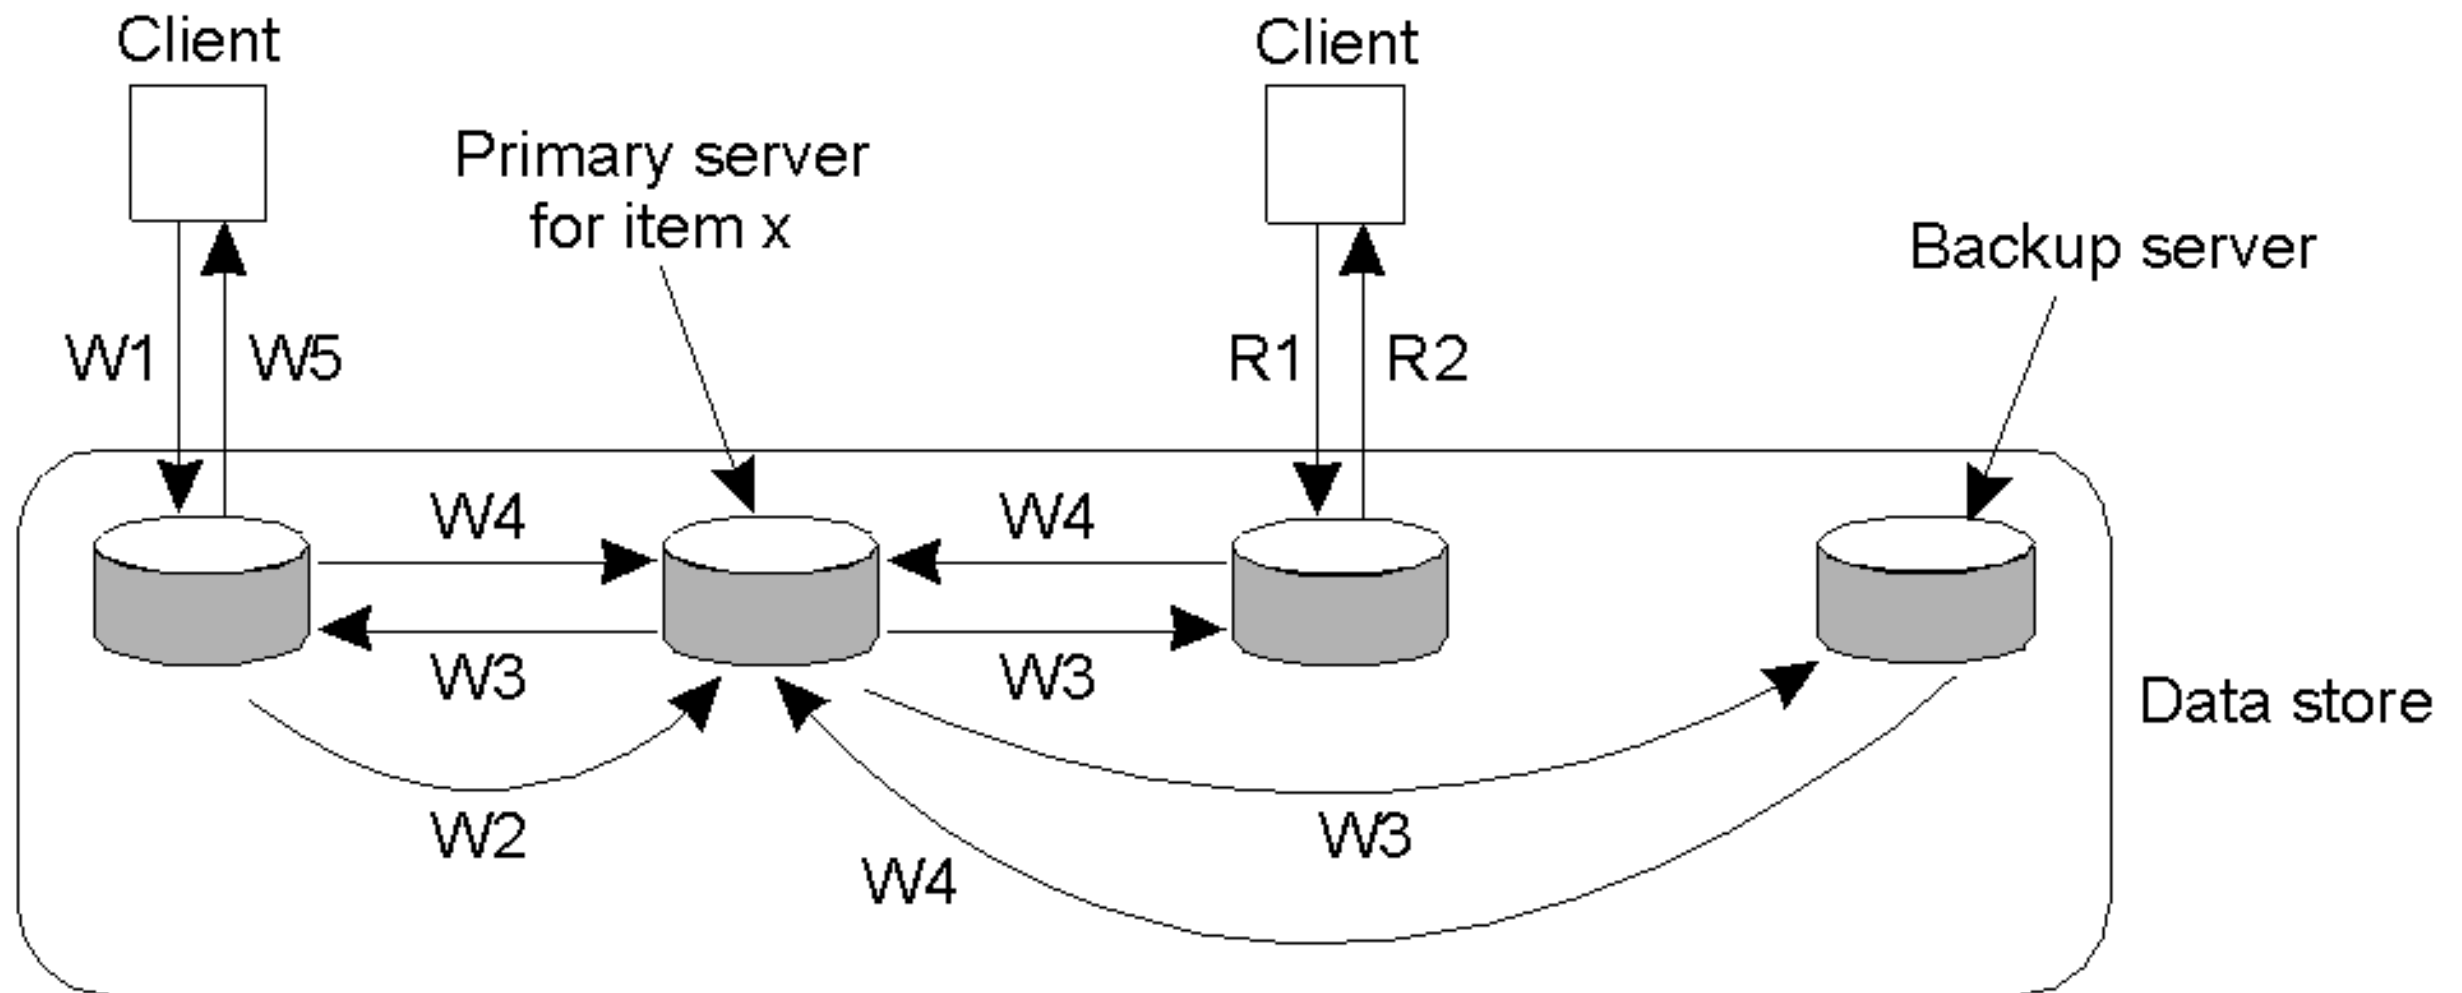 Client
Client
Primary server
for item x
Backup server
W1
W5
R1
R2
W4
W4
W3
W3
Data store
W2
W3
W4